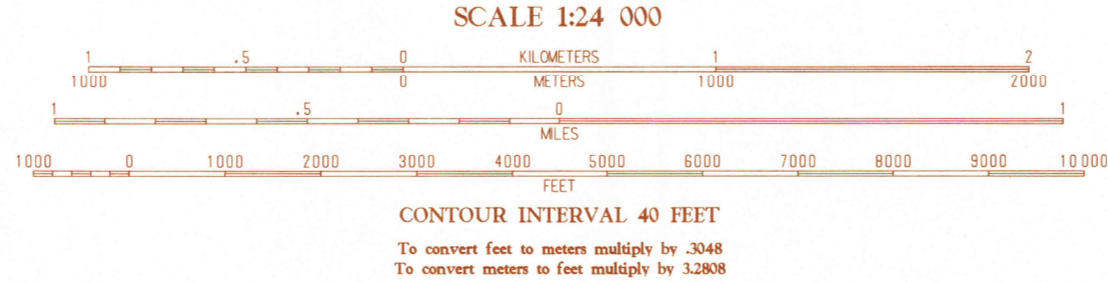 SCALE 1:24 000
1 .5 0 KILOMETERS 1 2
1000 0 METERS 1000 2000
1 .5 0 1
MILES
1000 0 1000 2000 3000 4000 5000 6000 7000 8000 9000 10 000
FEET
CONTOUR INTERVAL 40 FEET
To convert feet to meters multiply by .3048
To convert meters to feet multiply by 3.2808